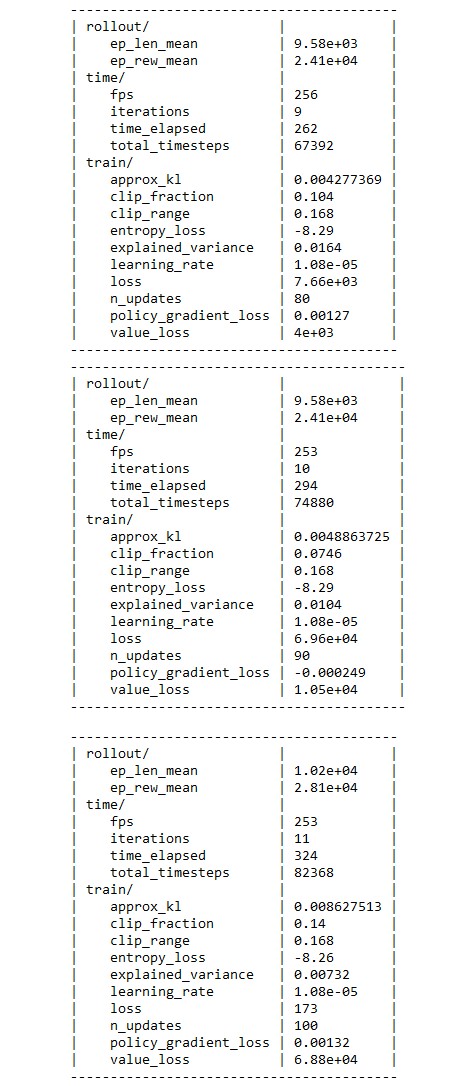 ----------------------------------------
| rollout/                |             |
|    ep_len_mean          | 9.58e+03    |
|    ep_rew_mean          | 2.41e+04    |
| time/                   |             |
|    fps                  | 256         |
|    iterations           | 9           |
|    time_elapsed         | 262         |
|    total_timesteps      | 67392       |
| train/                  |             |
|    approx_kl            | 0.004277369 |
|    clip_fraction        | 0.104       |
|    clip_range           | 0.168       |
|    entropy_loss         | -8.29       |
|    explained_variance   | 0.0164      |
|    learning_rate        | 1.08e-05    |
|    loss                 | 7.66e+03    |
|    n_updates            | 80          |
|    policy_gradient_loss | 0.00127     |
|    value_loss           | 4e+03       |
----------------------------------------
-----------------------------------------
| rollout/                |              |
|    ep_len_mean          | 9.58e+03     |
|    ep_rew_mean          | 2.41e+04     |
| time/                   |              |
|    fps                  | 253          |
|    iterations           | 10           |
|    time_elapsed         | 294          |
|    total_timesteps      | 74880        |
| train/                  |              |
|    approx_kl            | 0.0048863725 |
|    clip_fraction        | 0.0746       |
|    clip_range           | 0.168        |
|    entropy_loss         | -8.29        |
|    explained_variance   | 0.0104       |
|    learning_rate        | 1.08e-05     |
|    loss                 | 6.96e+04     |
|    n_updates            | 90           |
|    policy_gradient_loss | -0.000249    |
|    value_loss           | 1.05e+04     |
-----------------------------------------
----------------------------------------
| rollout/                |             |
|    ep_len_mean          | 1.02e+04    |
|    ep_rew_mean          | 2.81e+04    |
| time/                   |             |
|    fps                  | 253         |
|    iterations           | 11          |
|    time_elapsed         | 324         |
|    total_timesteps      | 82368       |
| train/                  |             |
|    approx_kl            | 0.008627513 |
|    clip_fraction        | 0.14        |
|    clip_range           | 0.168       |
|    entropy_loss         | -8.26       |
|    explained_variance   | 0.00732     |
|    learning_rate        | 1.08e-05    |
|    loss                 | 173         |
|    n_updates            | 100         |
|    policy_gradient_loss | 0.00132     |
|    value_loss           | 6.88e+04    |
----------------------------------------